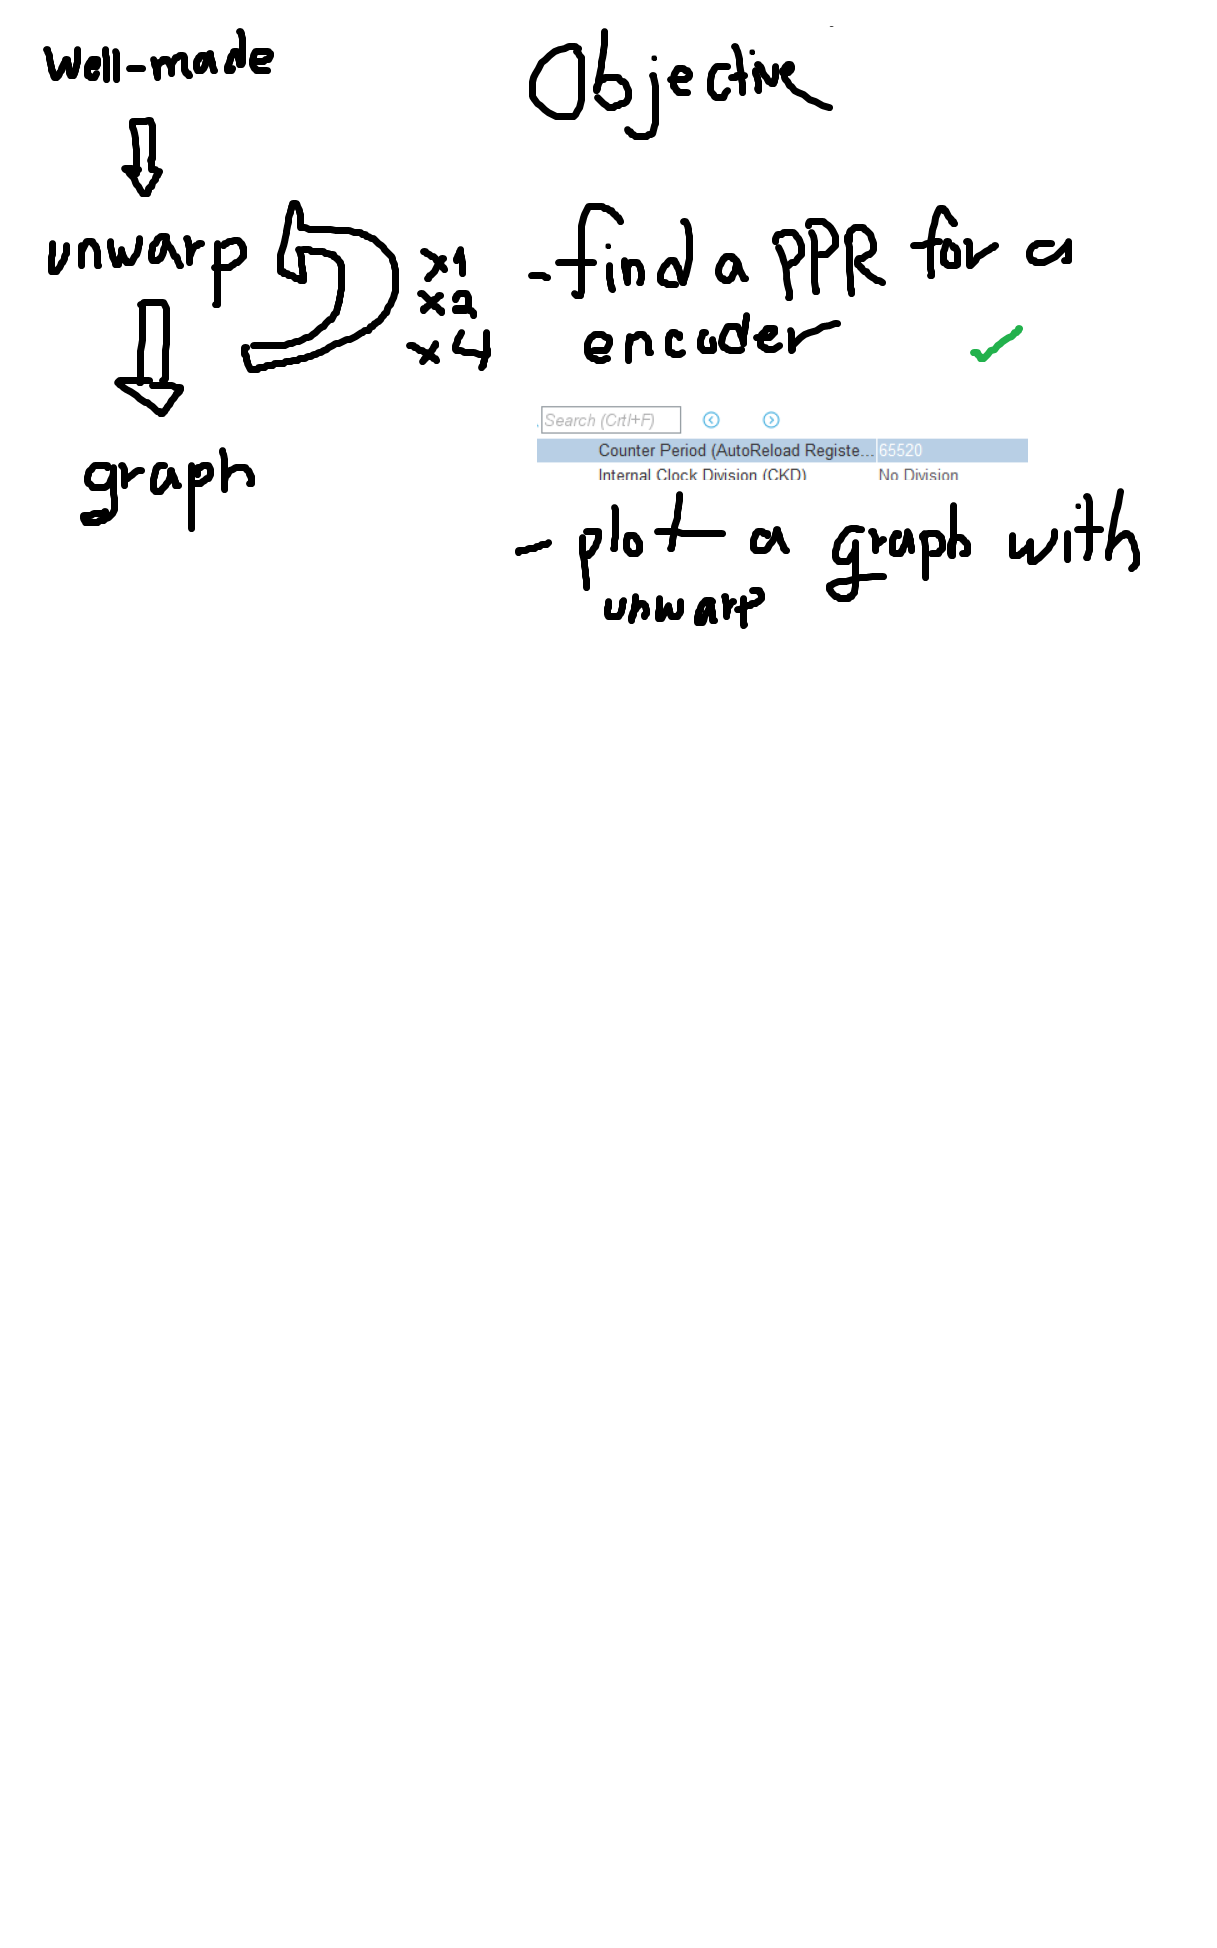 Well-made
unwarp
x1
x2
x4
graph
Objective
- find a PPR for a
encoder
Search (Crtl+F)
Counter Period (AutoReload Registe... 65520
Internal Clock Division (CKD) No Division
- plot a graph with
unwarp